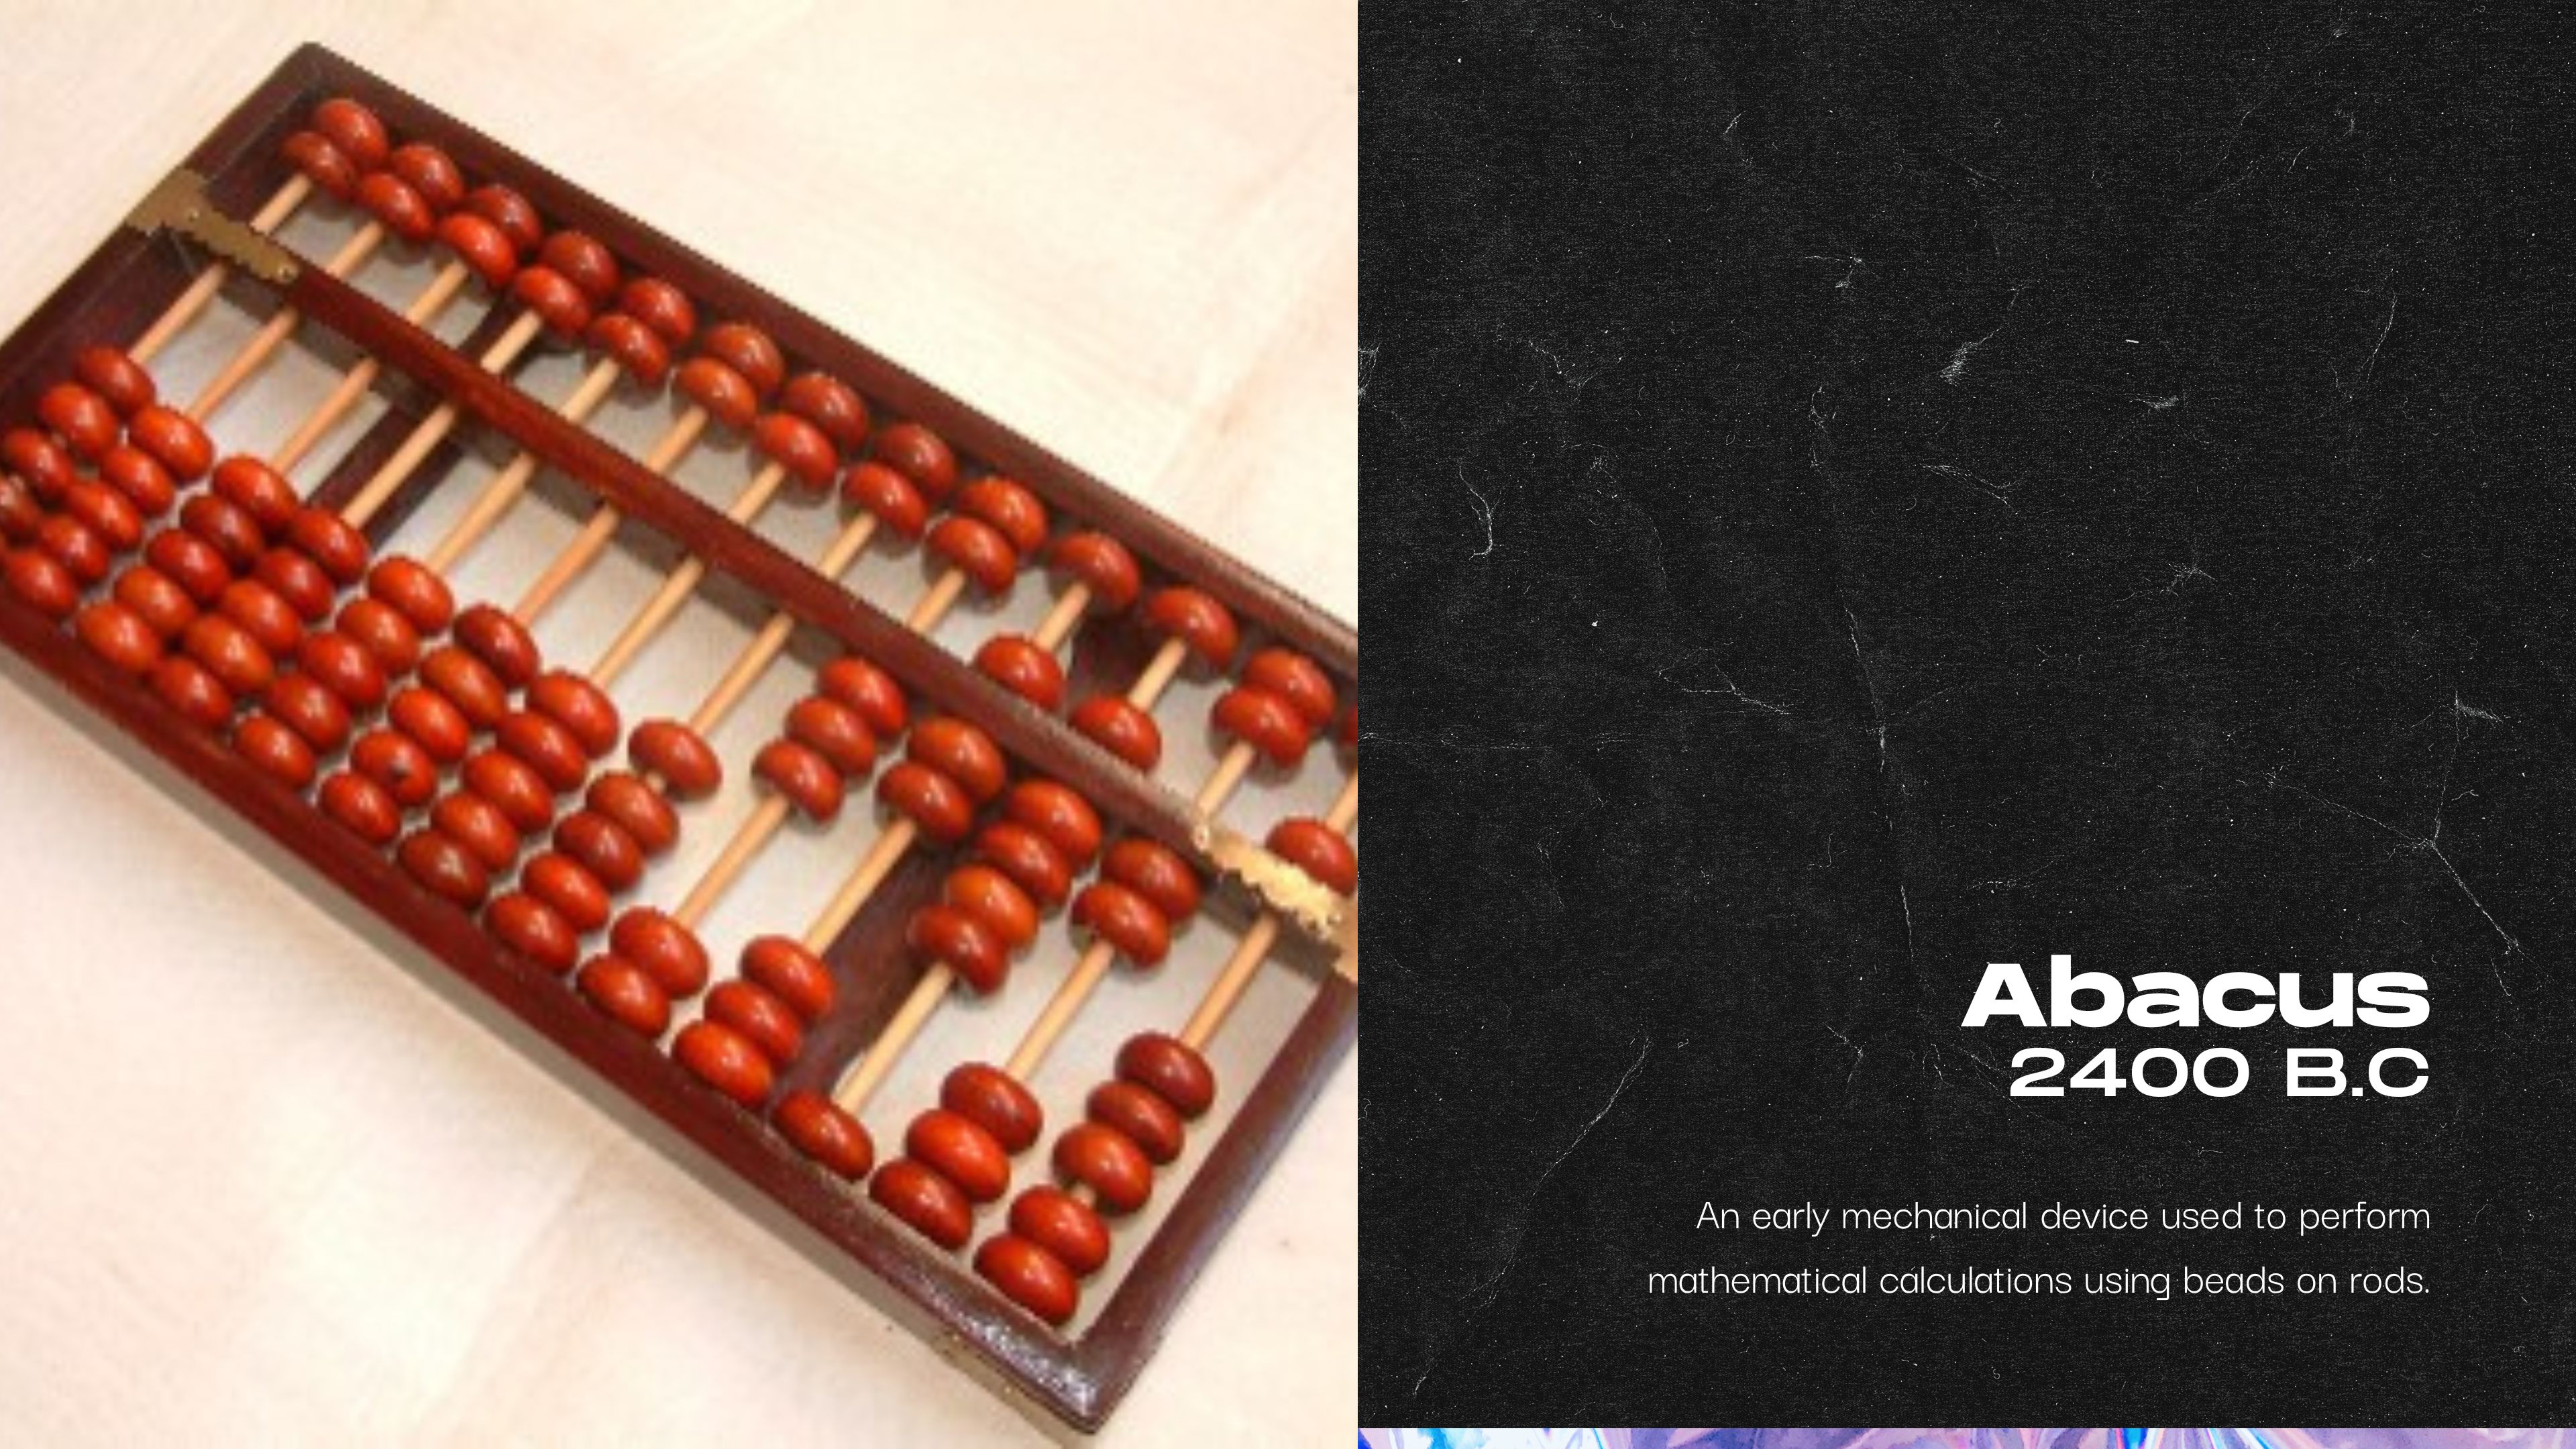 Abacus
2400 B.C
An early mechanical device used to perform
mathematical calculations using beads on rods.